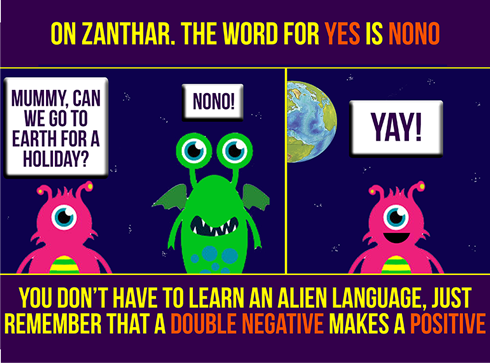 ON ZANTHAR. THE WORD FOR YES IS NONO
MUMMY, CAN
WE GO TO
EARTH FOR A
HOLIDAY?
NONO!
YAY!
YOU DON'T HAVE TO LEARN AN ALIEN LANGUAGE, JUST
REMEMBER THAT A DOUBLE NEGATIVE MAKES A POSITIVE